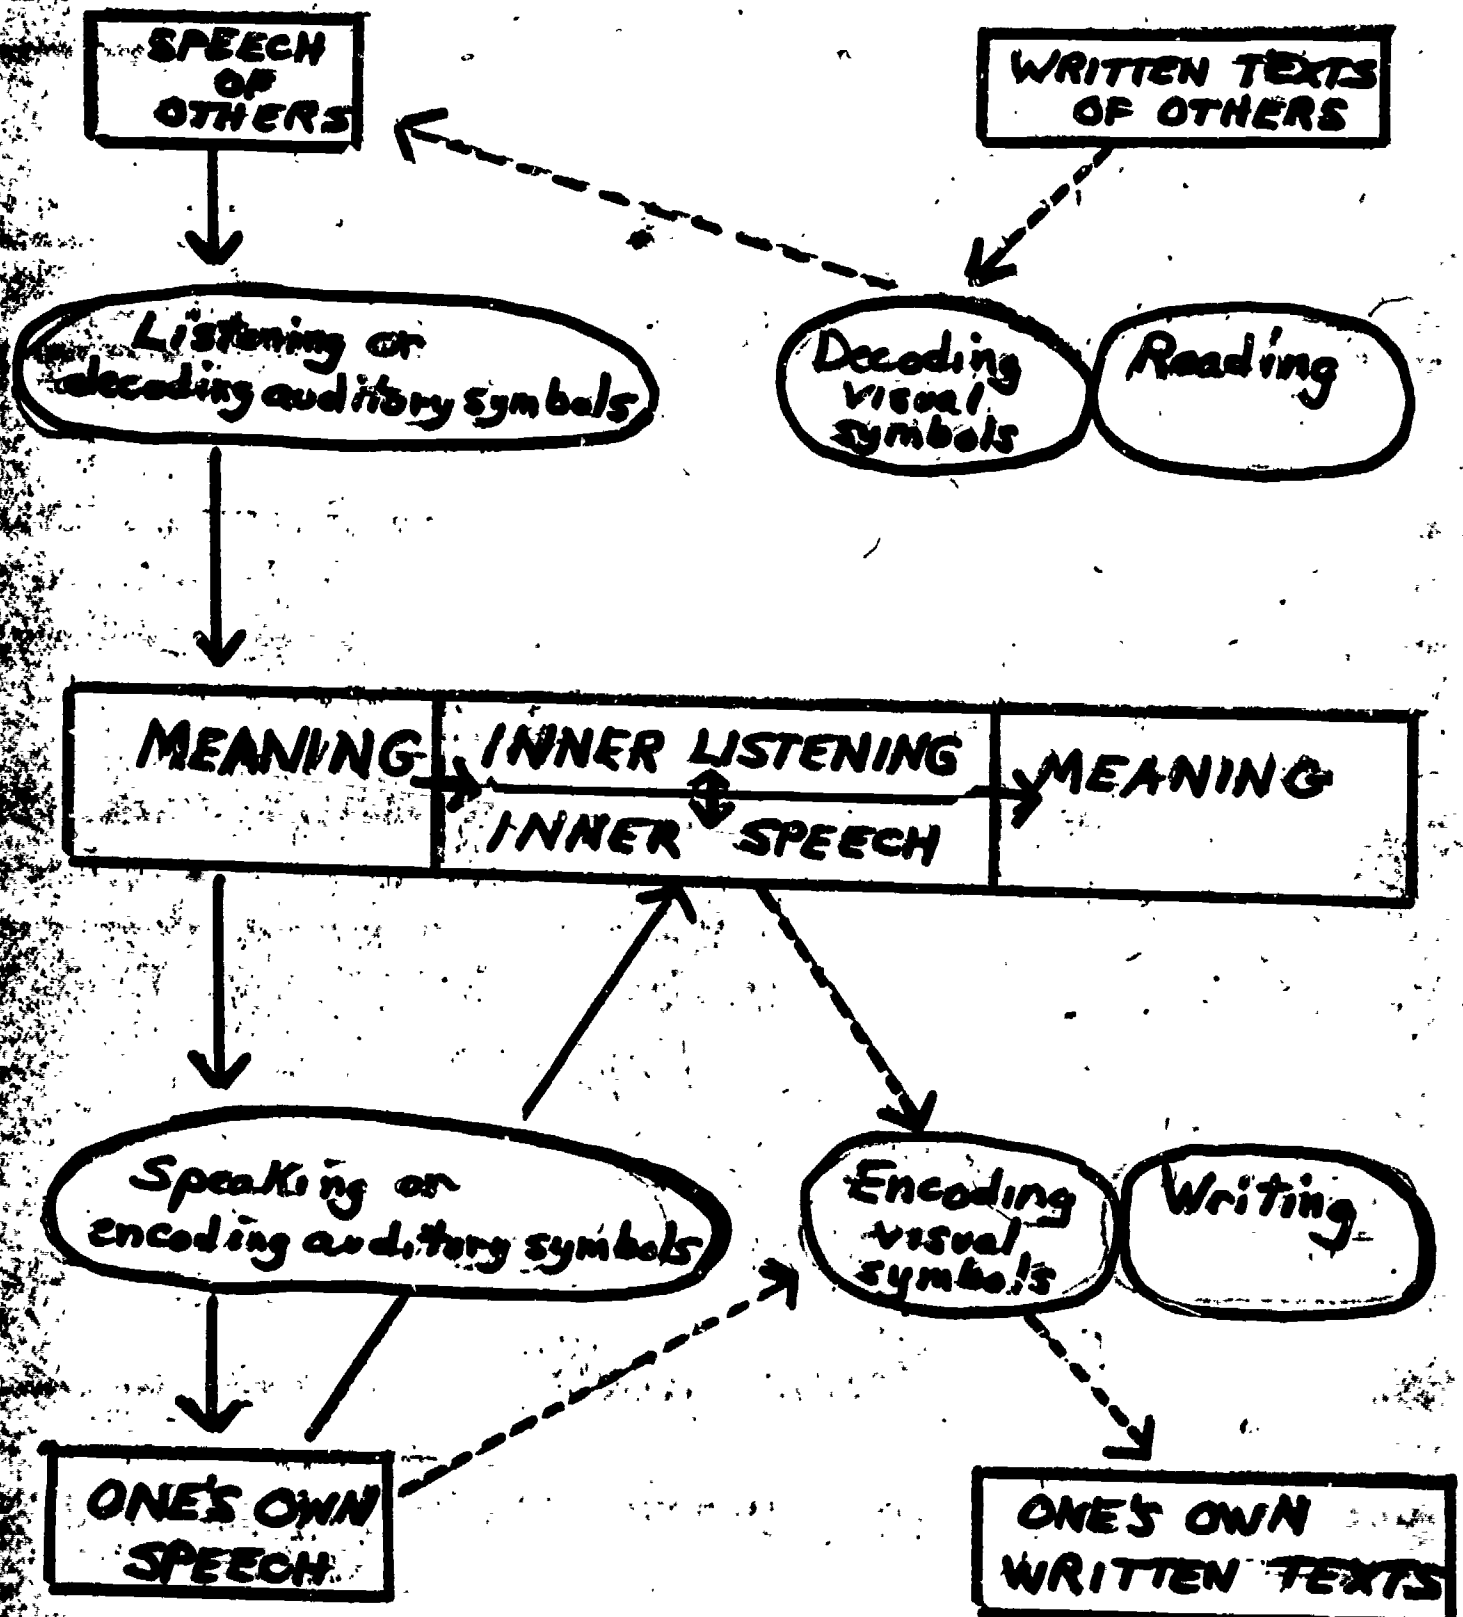 SPEECH
OF
OTHERS
WRITTEN TEXTS
OF OTHERS
Listening or
decoding auditory symbols
Decoding
visual
symbols
Reading
MEANING
INNER LISTENING
INNER SPEECH
MEANING
Speaking or
encoding auditory symbols
Encoding
visual
symbols
Writing
ONE'S OWN
SPEECH
ONE'S OWN
WRITTEN TEXTS